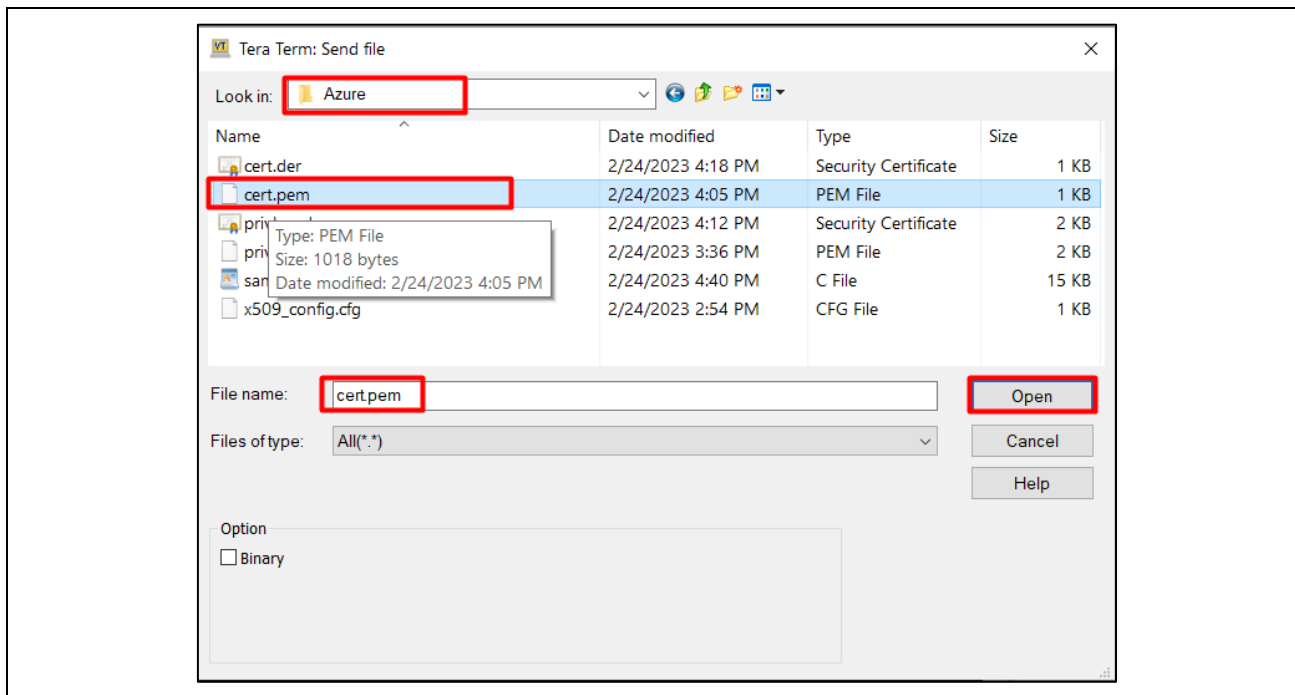 Tera Term: Send file
Look in: Azure
Name Date modified Type Size
cert.der 2/24/2023 4:18 PM Security Certificate 1 KB
cert.pem 2/24/2023 4:05 PM PEM File 1 KB
2/24/2023 4:12 PM Security Certificate 2 KB
2/24/2023 3:36 PM PEM File 2 KB
2/24/2023 4:40 PM C File 15 KB
Type: PEM File
Size: 1018 bytes
Date modified: 2/24/2023 4:05 PM
x509_config.cfg 2/24/2023 2:54 PM CFG File 1 KB
File name: cert.pem Open
Files of type: All(*.*) Cancel
Help
Option
Binary